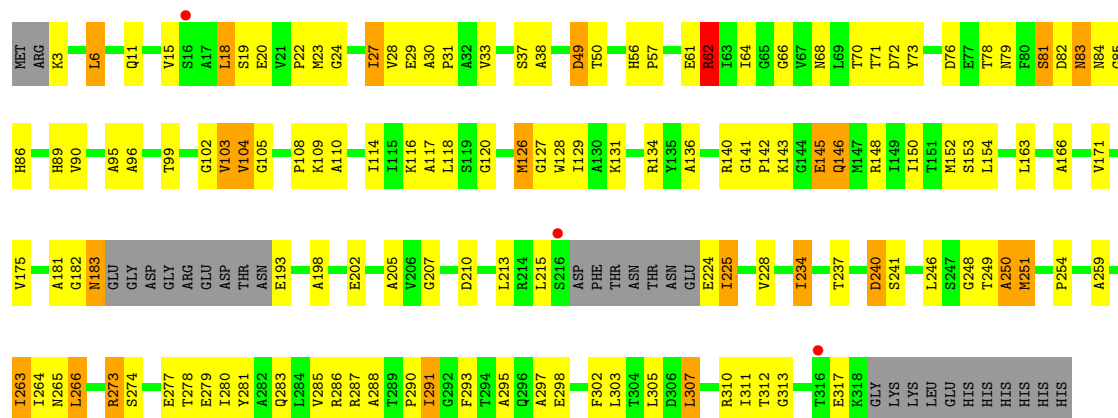 MET ARG K3 L6 Q11 V15 S16 A17 L18 S19 E20 V21 P22 M23 G24 I27 V28 E29 A30 P31 A32 V33 S37 A38 D49 T50 H56 P57 E61 R62 I63 I64 G65 G66 V67 N68 L69 T70 T71 D72 Y73 D76 E77 T78 N79 F80 S81 D82 N83 N84 G85
H86 H89 V90 A95 A96 T99 G102 V103 V104 G105 P108 K109 A110 I114 I115 K116 A117 L118 S119 G120 M126 G127 W128 I129 A130 K131 R134 Y135 A136 R140 G141 P142 K143 G144 E145 Q146 M147 R148 I149 I150 T151 M152 S153 L154 L163 A166 V171
V175 A181 G182 N183 GLU GLY ASP GLY ARG GLU ASP THR ASN E193 A198 E202 A205 V206 G207 D210 L213 R214 L215 S216 ASP PHE THR ASN THR ASN GLU E224 I225 V228 I234 T237 D240 S241 L246 S247 G248 T249 A250 M251 P254 A259
I263 I264 N265 L266 R273 S274 E277 T278 E279 I280 Y281 A282 Q283 L284 V285 R286 R287 A288 T289 P290 I291 G292 F293 T294 A295 Q296 A297 E298 F302 L303 T304 L305 D306 L307 R310 I311 T312 G313 T316 E317 K318 GLY LYS LYS LEU GLU HIS HIS HIS HIS HIS HIS